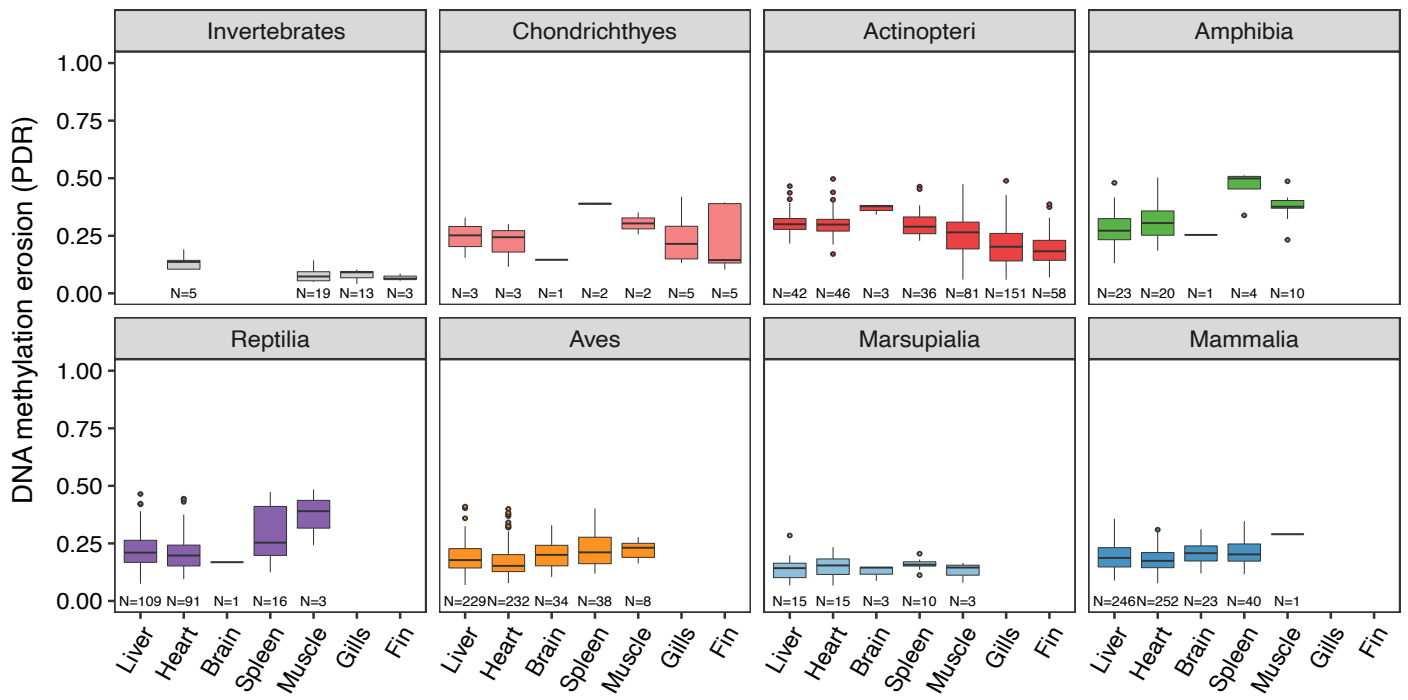 DNA methylation erosion (PDR)
Invertebrates Chondrichthyes Actinopteri Amphibia
1.00
0.75
0.50
0.25
0.00
N=5 N=19 N=13 N=3
N=3 N=3 N=1 N=2 N=2 N=5 N=5
N=42 N=46 N=3 N=36 N=81 N=151 N=58
N=23 N=20 N=1 N=4 N=10
Reptilia Aves Marsupialia Mammalia
1.00
0.75
0.50
0.25
0.00
N=109 N=91 N=1 N=16 N=3
N=229 N=232 N=34 N=38 N=8
N=15 N=15 N=3 N=10 N=3
N=246 N=252 N=23 N=40 N=1
Liver Heart Brain Spleen Muscle Gills Fin
Liver Heart Brain Spleen Muscle Gills Fin
Liver Heart Brain Spleen Muscle Gills Fin
Liver Heart Brain Spleen Muscle Gills Fin